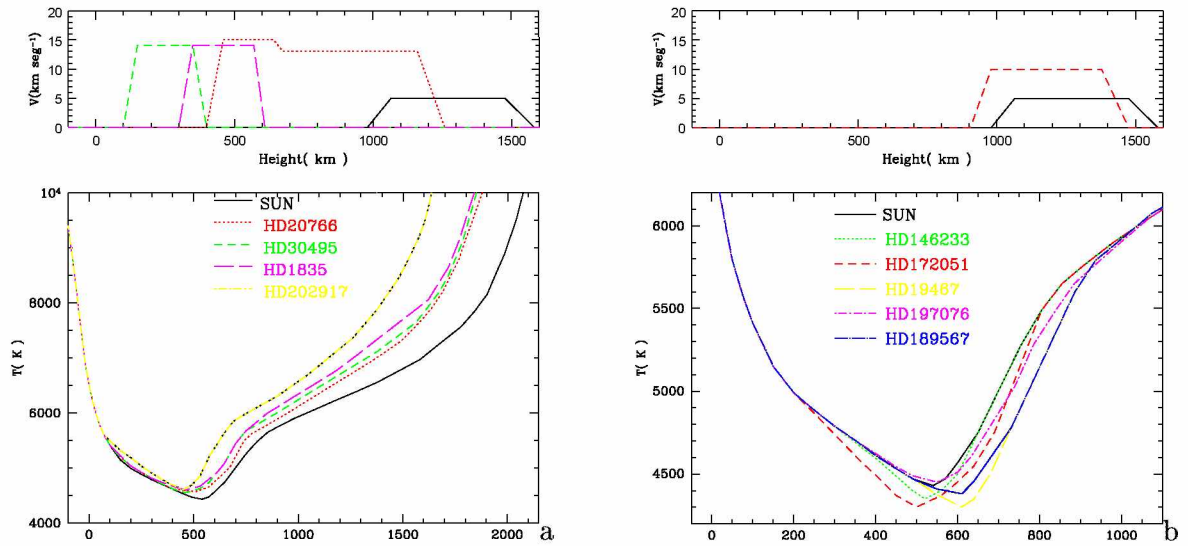 20
15
10
5
0
V(km seg⁻¹)
0 500 1000 1500
Height( km )
20
15
10
5
0
V(km seg⁻¹)
0 500 1000 1500
Height( km )
10⁴
8000
6000
4000
T( K )
SUN
HD20766
HD30495
HD1835
HD202917
0 500 1000 1500 2000
a
6000
5500
5000
4500
T( K )
SUN
HD146233
HD172051
HD19467
HD197076
HD189567
0 200 400 600 800 1000
b